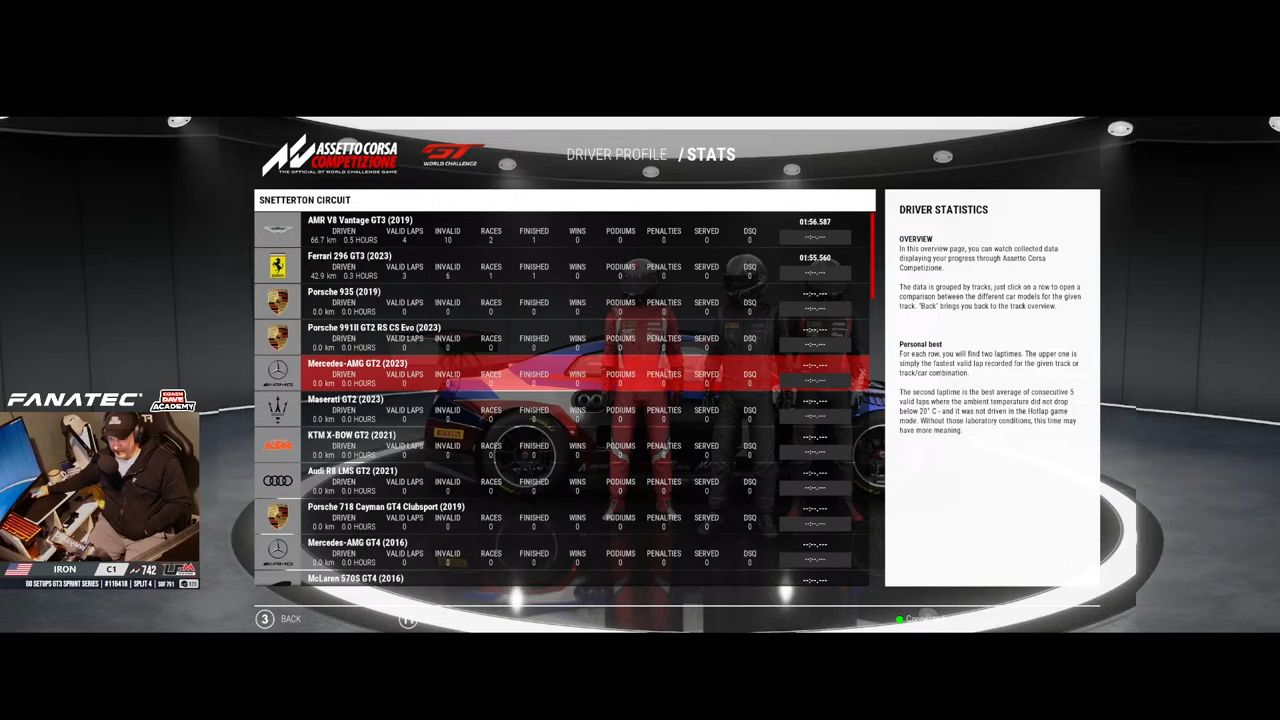 ASSETTO CORSA
COMPETIZIONE
THE OFFICIAL GT WORLD CHALLENGE GAME
GT
WORLD CHALLENGE
DRIVER PROFILE / STATS
SNETTERTON CIRCUIT
AMR V8 Vantage GT3 (2019)
01:56.587
DRIVEN VALID LAPS INVALID RACES FINISHED WINS PODIUMS PENALTIES SERVED DSQ
66.7 km 0.5 HOURS 4 10 2 1 0 0 0 0 0
--:--.---
Ferrari 296 GT3 (2023)
01:55.560
DRIVEN VALID LAPS INVALID RACES FINISHED WINS PODIUMS PENALTIES SERVED DSQ
42.9 km 0.3 HOURS 3 6 1 1 0 0 0 0 0
--:--.---
Porsche 935 (2019)
--:--.---
DRIVEN VALID LAPS INVALID RACES FINISHED WINS PODIUMS PENALTIES SERVED DSQ
0.0 km 0.0 HOURS 0 0 0 0 0 0 0 0 0
--:--.---
Porsche 991II GT2 RS CS Evo (2023)
--:--.---
DRIVEN VALID LAPS INVALID RACES FINISHED WINS PODIUMS PENALTIES SERVED DSQ
0.0 km 0.0 HOURS 0 0 0 0 0 0 0 0 0
--:--.---
Mercedes-AMG GT2 (2023)
--:--.---
DRIVEN VALID LAPS INVALID RACES FINISHED WINS PODIUMS PENALTIES SERVED DSQ
0.0 km 0.0 HOURS 0 0 0 0 0 0 0 0 0
--:--.---
Maserati GT2 (2023)
--:--.---
DRIVEN VALID LAPS INVALID RACES FINISHED WINS PODIUMS PENALTIES SERVED DSQ
0.0 km 0.0 HOURS 0 0 0 0 0 0 0 0 0
--:--.---
KTM X-BOW GT2 (2021)
--:--.---
DRIVEN VALID LAPS INVALID RACES FINISHED WINS PODIUMS PENALTIES SERVED DSQ
0.0 km 0.0 HOURS 0 0 0 0 0 0 0 0 0
--:--.---
Audi R8 LMS GT2 (2021)
--:--.---
DRIVEN VALID LAPS INVALID RACES FINISHED WINS PODIUMS PENALTIES SERVED DSQ
0.0 km 0.0 HOURS 0 0 0 0 0 0 0 0 0
--:--.---
Porsche 718 Cayman GT4 Clubsport (2019)
--:--.---
DRIVEN VALID LAPS INVALID RACES FINISHED WINS PODIUMS PENALTIES SERVED DSQ
0.0 km 0.0 HOURS 0 0 0 0 0 0 0 0 0
--:--.---
Mercedes-AMG GT4 (2016)
--:--.---
DRIVEN VALID LAPS INVALID RACES FINISHED WINS PODIUMS PENALTIES SERVED DSQ
0.0 km 0.0 HOURS 0 0 0 0 0 0 0 0 0
--:--.---
McLaren 570S GT4 (2016)
--:--.---
3 BACK
DRIVER STATISTICS
OVERVIEW
In this overview page, you can watch collected data
displaying your progress through Assetto Corsa
Competizione.
The data is grouped by tracks, just click on a row to open a
comparison between the different car models for the given
track. "Back" brings you back to the track overview.
Personal best
For each row, you will find two laptimes. The upper one is
simply the fastest valid lap recorded for the given track or
track/car combination.
The second laptime is the best average of consecutive 5
valid laps where the ambient temperature did not drop
below 20° C - and it was not driven in the Hotlap game
mode. Without those laboratory conditions, this time may
have more meaning.
FANATEC
COACH
DAVE
ACADEMY
IRON C1 742
GO SETUPS GT3 SPRINT SERIES | #116418 | SPLIT 4